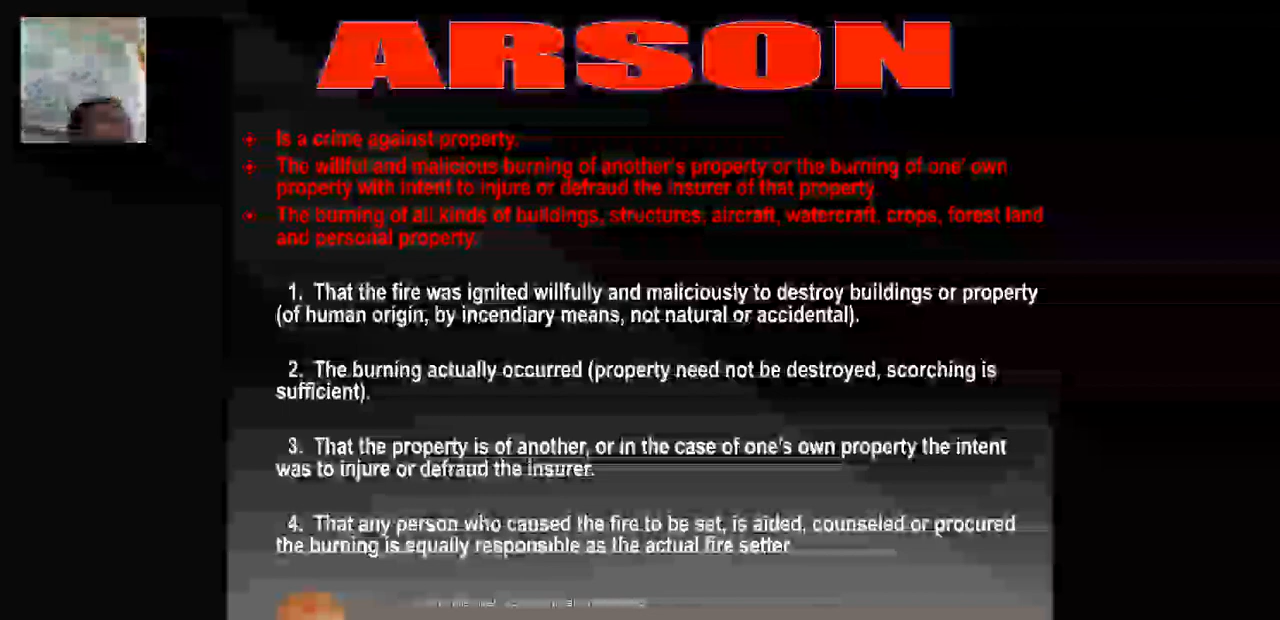 ARSON
Is a crime against property.
The willful and malicious burning of another's property or the burning of one' own
property with intent to injure or defraud the insurer of that property.
The burning of all kinds of buildings, structures, aircraft, watercraft, crops, forest land
and personal property.
1. That the fire was ignited willfully and maliciously to destroy buildings or property
(of human origin, by incendiary means, not natural or accidental).
2. The burning actually occurred (property need not be destroyed, scorching is
sufficient).
3. That the property is of another, or in the case of one's own property the intent
was to injure or defraud the insurer.
4. That any person who caused the fire to be set, is aided, counseled or procured
the burning is equally responsible as the actual fire setter